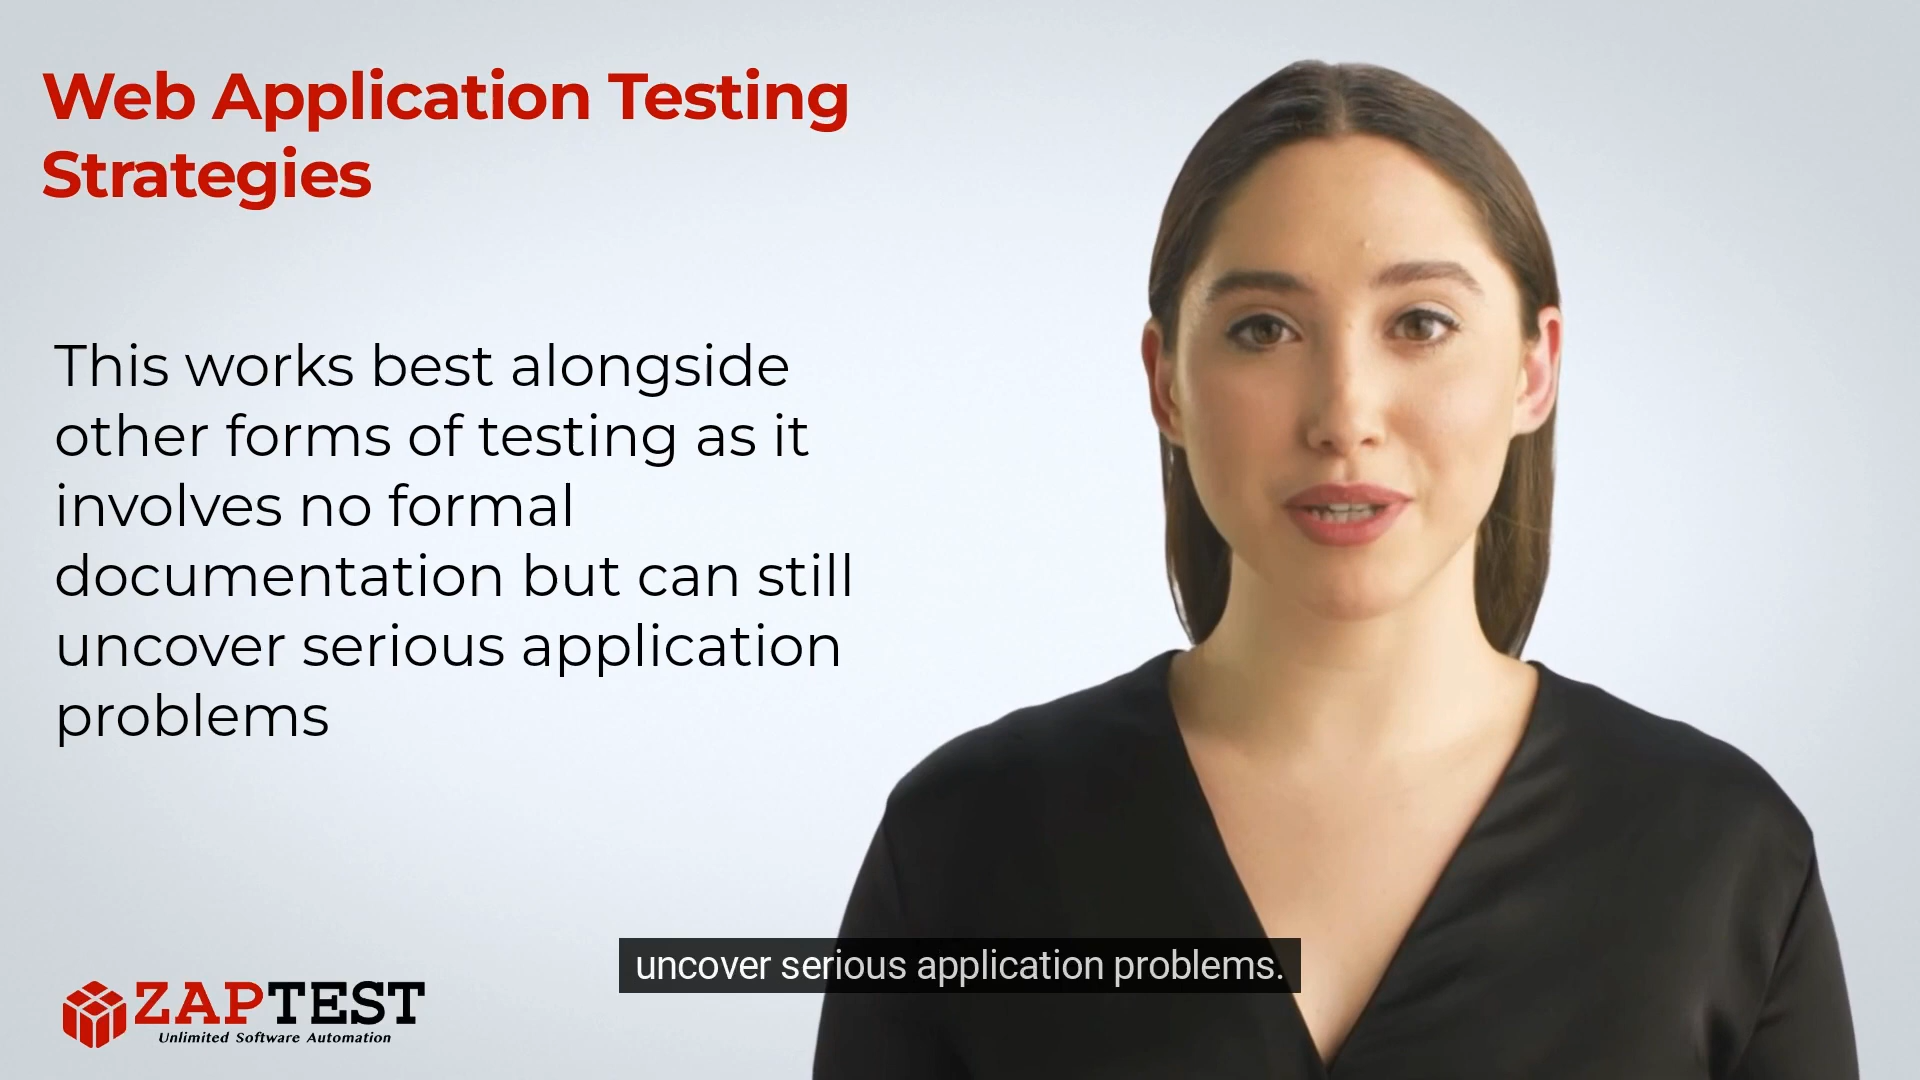 Web Application Testing
Strategies
This works best alongside
other forms of testing as it
involves no formal
documentation but can still
uncover serious application
problems
uncover serious application problems.
ZAPTEST
Unlimited Software Automation